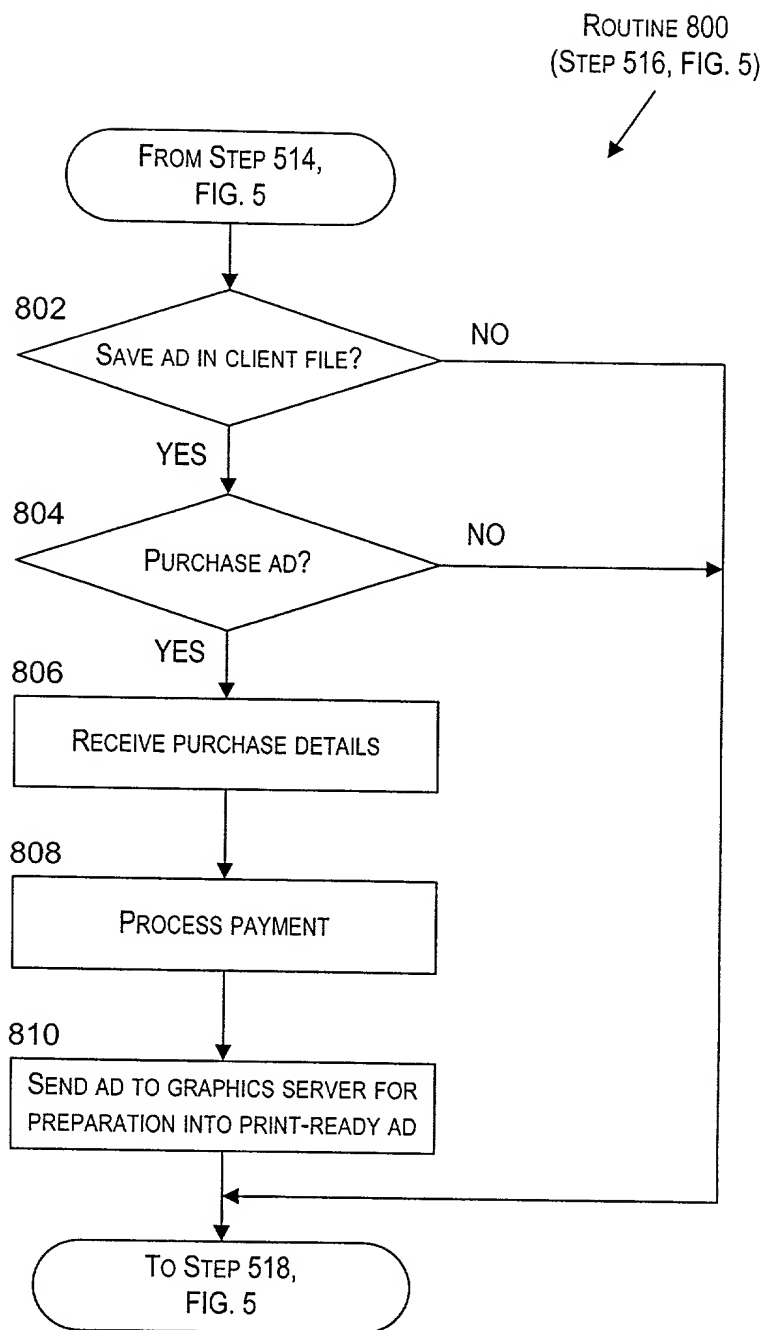 ROUTINE 800
(STEP 516, FIG. 5)
FROM STEP 514,
FIG. 5
802
SAVE AD IN CLIENT FILE?
NO
YES
804
PURCHASE AD?
NO
YES
806
RECEIVE PURCHASE DETAILS
808
PROCESS PAYMENT
810
SEND AD TO GRAPHICS SERVER FOR
PREPARATION INTO PRINT-READY AD
TO STEP 518,
FIG. 5